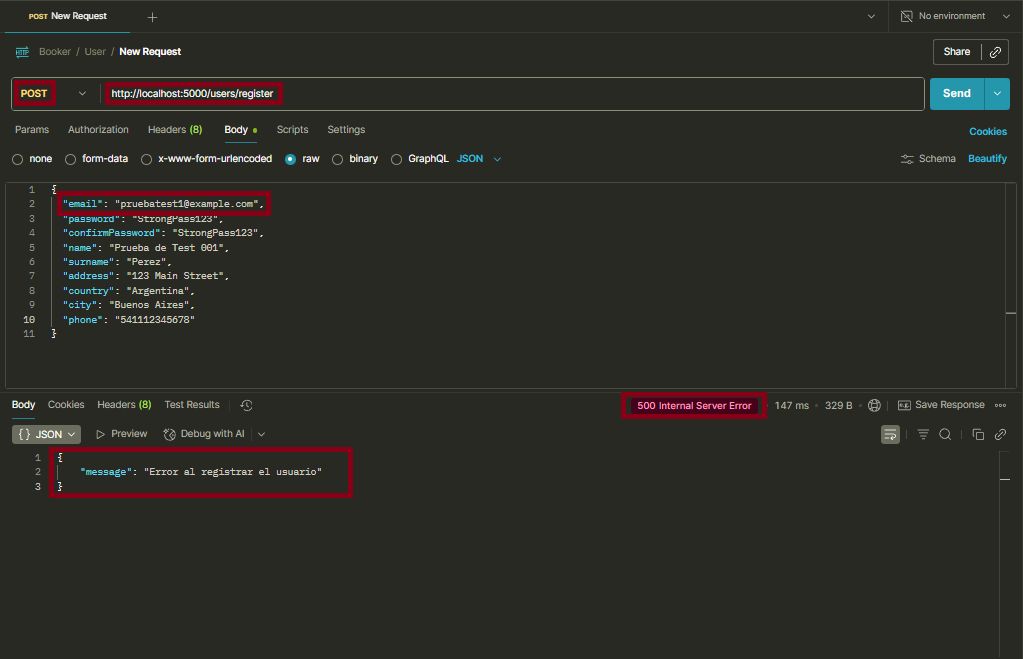 POST New Request
No environment
HTTP Booker / User / New Request
Share
POST http://localhost:5000/users/register Send
Params Authorization Headers (8) Body Scripts Settings Cookies
none form-data x-www-form-urlencoded raw binary GraphQL JSON Schema Beautify
1 {
2 "email": "pruebatest1@example.com",
3 "password": "StrongPass123",
4 "confirmPassword": "StrongPass123",
5 "name": "Prueba de Test 001",
6 "surname": "Perez",
7 "address": "123 Main Street",
8 "country": "Argentina",
9 "city": "Buenos Aires",
10 "phone": "541112345678"
11 }
Body Cookies Headers (8) Test Results 500 Internal Server Error 147 ms 329 B Save Response
{} JSON Preview Debug with AI
1 {
2 "message": "Error al registrar el usuario"
3 }